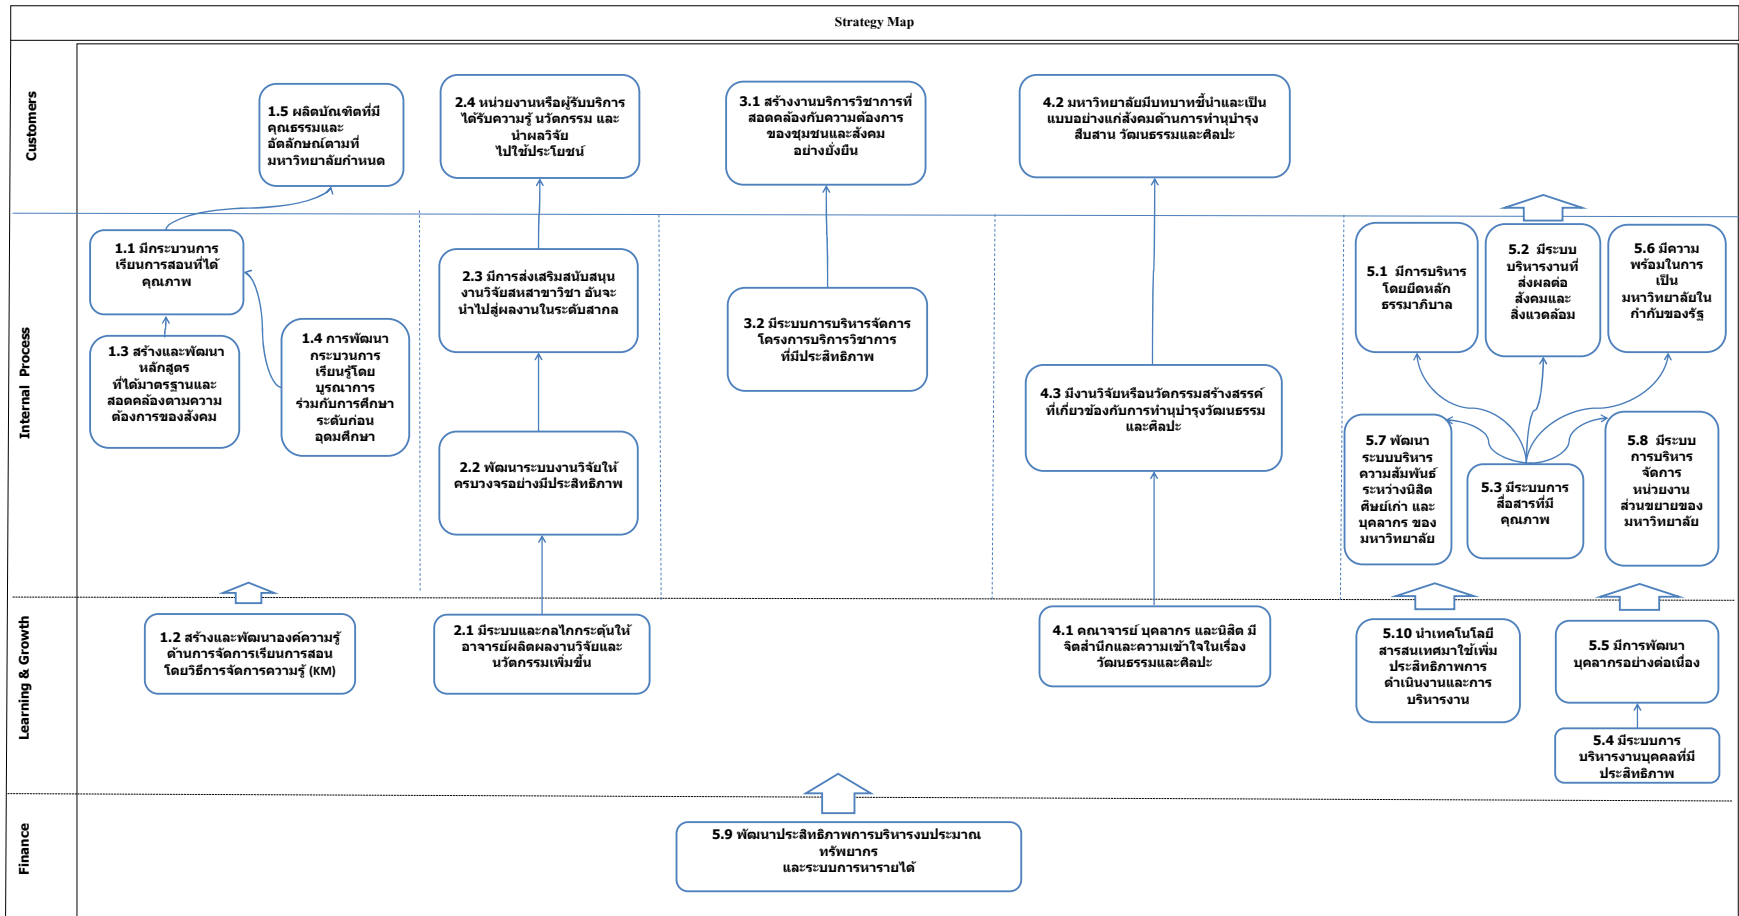 Strategy Map
Customers
1.5 ผลิตบัณฑิตที่มี
คุณธรรมและ
อัตลักษณ์ตามที่
มหาวิทยาลัยกำหนด
2.4 หน่วยงานหรือผู้รับบริการ
ได้รับความรู้ นวัตกรรม และ
นำผลวิจัย
ไปใช้ประโยชน์
3.1 สร้างงานบริการวิชาการที่
สอดคล้องกับความต้องการ
ของชุมชนและสังคม
อย่างยั่งยืน
4.2 มหาวิทยาลัยมีบทบาทชี้นำและเป็น
แบบอย่างแก่สังคมด้านการทำนุบำรุง
สืบสาน วัฒนธรรมและศิลปะ
Internal Process
1.1 มีกระบวนการ
เรียนการสอนที่ได้
คุณภาพ
1.3 สร้างและพัฒนา
หลักสูตร
ที่ได้มาตรฐานและ
สอดคล้องตามความ
ต้องการของสังคม
1.4 การพัฒนา
กระบวนการ
เรียนรู้โดย
บูรณาการ
ร่วมกับการศึกษา
ระดับก่อน
อุดมศึกษา
2.3 มีการส่งเสริมสนับสนุน
งานวิจัยสหสาขาวิชา อันจะ
นำไปสู่ผลงานในระดับสากล
2.2 พัฒนาระบบงานวิจัยให้
ครบวงจรอย่างมีประสิทธิภาพ
3.2 มีระบบการบริหารจัดการ
โครงการบริการวิชาการ
ที่มีประสิทธิภาพ
4.3 มีงานวิจัยหรือนวัตกรรมสร้างสรรค์
ที่เกี่ยวข้องกับการทำนุบำรุงวัฒนธรรม
และศิลปะ
5.1 มีการบริหาร
โดยยึดหลัก
ธรรมาภิบาล
5.2 มีระบบ
บริหารงานที่
ส่งผลต่อ
สังคมและ
สิ่งแวดล้อม
5.6 มีความ
พร้อมในการ
เป็น
มหาวิทยาลัยใน
กำกับของรัฐ
5.7 พัฒนา
ระบบบริหาร
ความสัมพันธ์
ระหว่างนิสิต
ศิษย์เก่า และ
บุคลากร ของ
มหาวิทยาลัย
5.3 มีระบบการ
สื่อสารที่มี
คุณภาพ
5.8 มีระบบ
การบริหาร
จัดการ
หน่วยงาน
ส่วนขยายของ
มหาวิทยาลัย
Learning & Growth
1.2 สร้างและพัฒนาองค์ความรู้
ด้านการจัดการเรียนการสอน
โดยวิธีการจัดการความรู้ (KM)
2.1 มีระบบและกลไกกระตุ้นให้
อาจารย์ผลิตผลงานวิจัยและ
นวัตกรรมเพิ่มขึ้น
4.1 คณาจารย์ บุคลากร และนิสิต มี
จิตสำนึกและความเข้าใจในเรื่อง
วัฒนธรรมและศิลปะ
5.10 นำเทคโนโลยี
สารสนเทศมาใช้เพิ่ม
ประสิทธิภาพการ
ดำเนินงานและการ
บริหารงาน
5.5 มีการพัฒนา
บุคลากรอย่างต่อเนื่อง
5.4 มีระบบการ
บริหารงานบุคคลที่มี
ประสิทธิภาพ
Finance
5.9 พัฒนาประสิทธิภาพการบริหารงบประมาณ
ทรัพยากร
และระบบการหารายได้